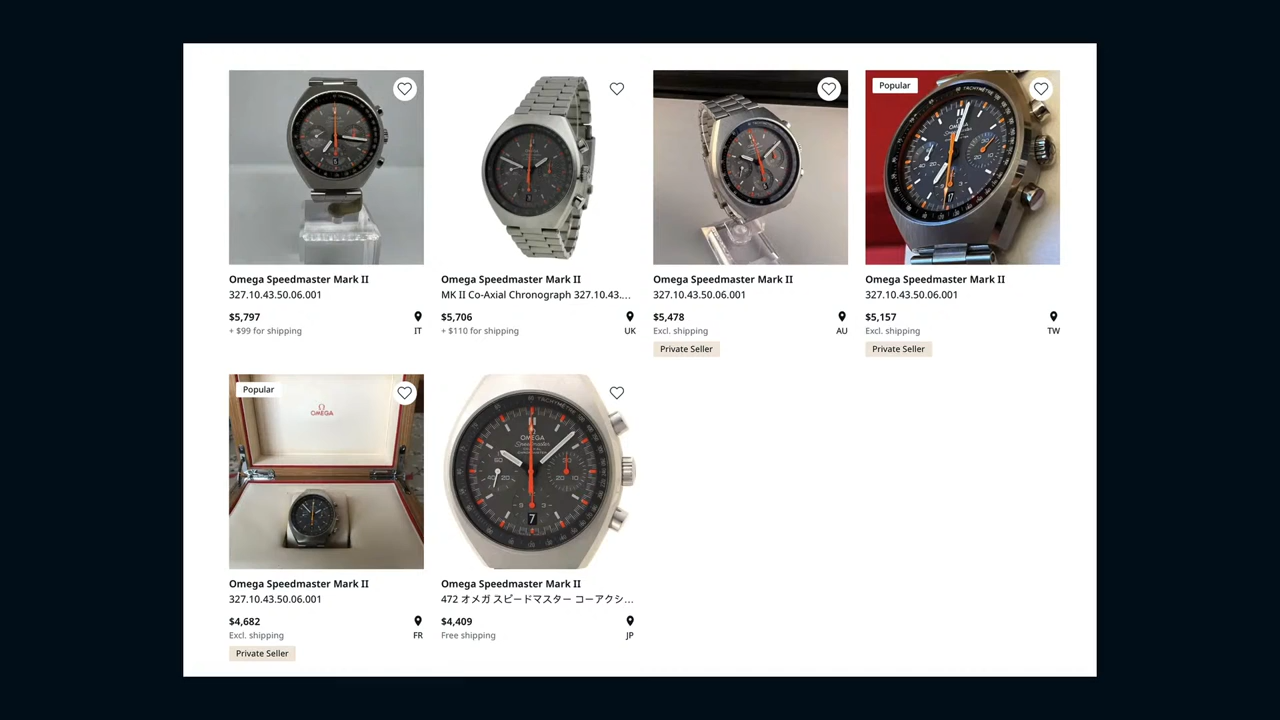 Popular
Omega Speedmaster Mark II
327.10.43.50.06.001
$5,797
+ $99 for shipping
IT
Omega Speedmaster Mark II
MK II Co-Axial Chronograph 327.10.43....
$5,706
+ $110 for shipping
UK
Omega Speedmaster Mark II
327.10.43.50.06.001
$5,478
Excl. shipping
AU
Private Seller
Omega Speedmaster Mark II
327.10.43.50.06.001
$5,157
Excl. shipping
TW
Private Seller
Popular
OMEGA
Omega Speedmaster Mark II
327.10.43.50.06.001
$4,682
Excl. shipping
FR
Private Seller
TACHYMÈTRE
OMEGA
Speedmaster
7
Omega Speedmaster Mark II
472 オメガ スピードマスター コーアクシ...
$4,409
Free shipping
JP